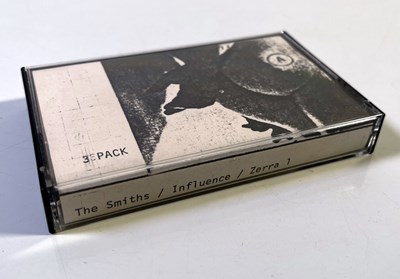 A
3 PACK
The Smiths / Influence / Zerra 1